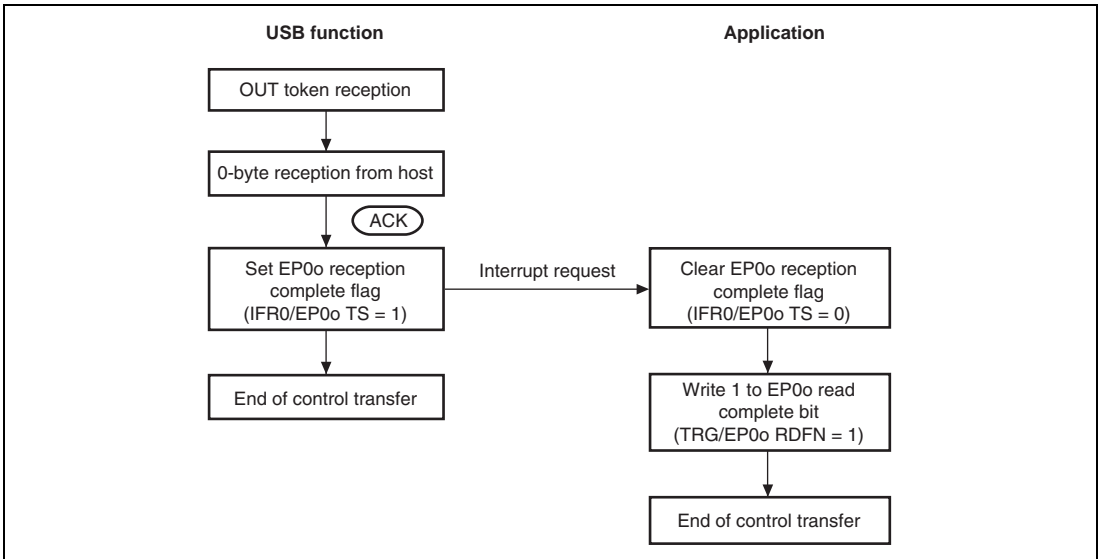 USB function
Application
OUT token reception
0-byte reception from host
ACK
Set EP0o reception
complete flag
(IFR0/EP0o TS = 1)
Interrupt request
Clear EP0o reception
complete flag
(IFR0/EP0o TS = 0)
End of control transfer
Write 1 to EP0o read
complete bit
(TRG/EP0o RDFN = 1)
End of control transfer